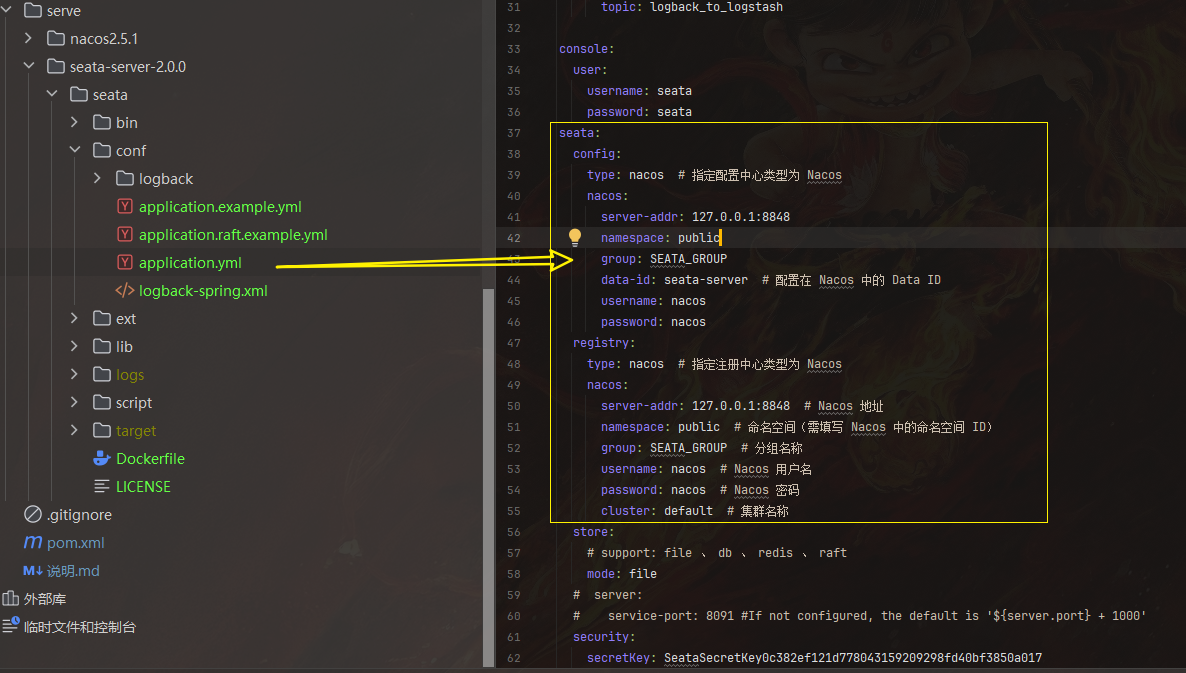 serve
nacos2.5.1
seata-server-2.0.0
seata
bin
conf
logback
application.example.yml
application.raft.example.yml
application.yml
logback-spring.xml
ext
lib
logs
script
target
Dockerfile
LICENSE
.gitignore
pom.xml
说明.md
外部库
临时文件和控制台
31 topic: logback_to_logstash
32
33 console:
34 user:
35 username: seata
36 password: seata
37 seata:
38 config:
39 type: nacos # 指定配置中心类型为 Nacos
40 nacos:
41 server-addr: 127.0.0.1:8848
42 namespace: public
43 group: SEATA_GROUP
44 data-id: seata-server # 配置在 Nacos 中的 Data ID
45 username: nacos
46 password: nacos
47 registry:
48 type: nacos # 指定注册中心类型为 Nacos
49 nacos:
50 server-addr: 127.0.0.1:8848 # Nacos 地址
51 namespace: public # 命名空间（需填写 Nacos 中的命名空间 ID）
52 group: SEATA_GROUP # 分组名称
53 username: nacos # Nacos 用户名
54 password: nacos # Nacos 密码
55 cluster: default # 集群名称
56 store:
57 # support: file 、 db 、 redis 、 raft
58 mode: file
59 # server:
60 # service-port: 8091 #If not configured, the default is '${server.port} + 1000'
61 security:
62 secretKey: SeataSecretKey0c382ef121d778043159209298fd40bf3850a017